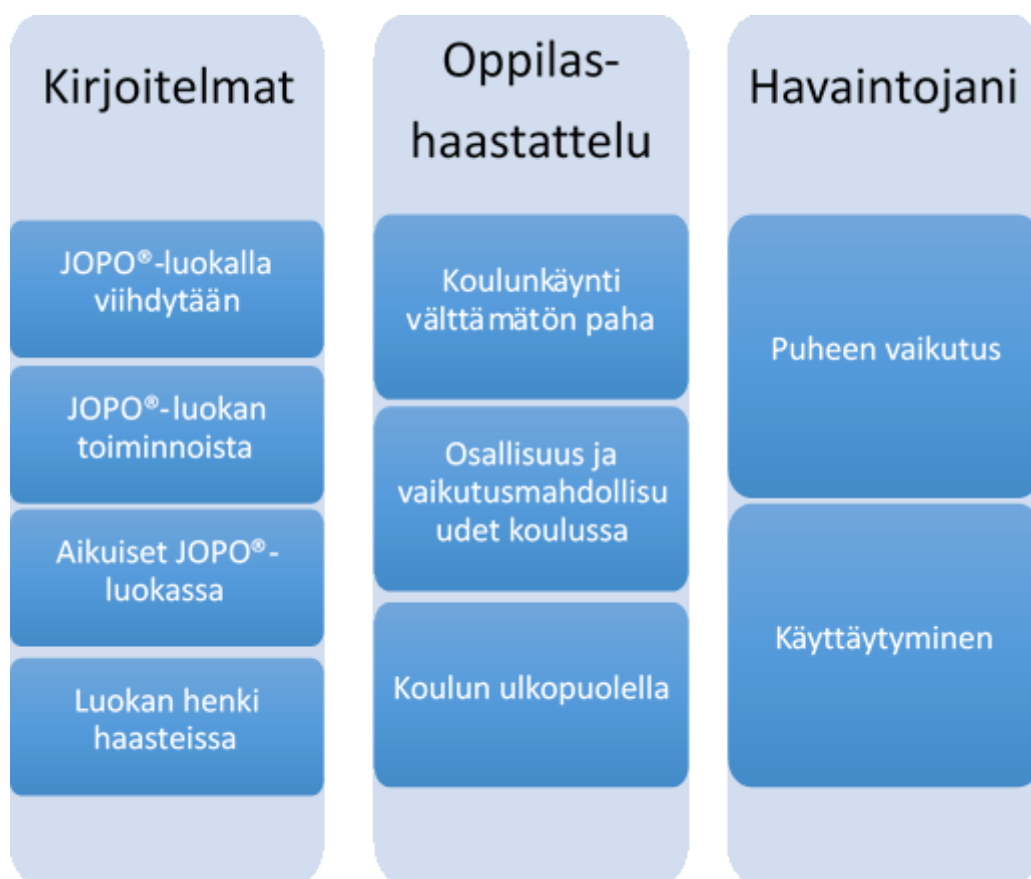 Kirjoitelmat
JOPO®-luokalla
viihdytään
JOPO®-luokan
toiminnoista
Aikuiset JOPO®-
luokassa
Luokan henki
haasteissa
Oppilas-
haastattelu
Koulunkäynti
välttämätön paha
Osallisuus ja
vaikutusmahdollisu
udet koulussa
Koulun ulkopuolella
Havaintojani
Puheen vaikutus
Käyttäytyminen